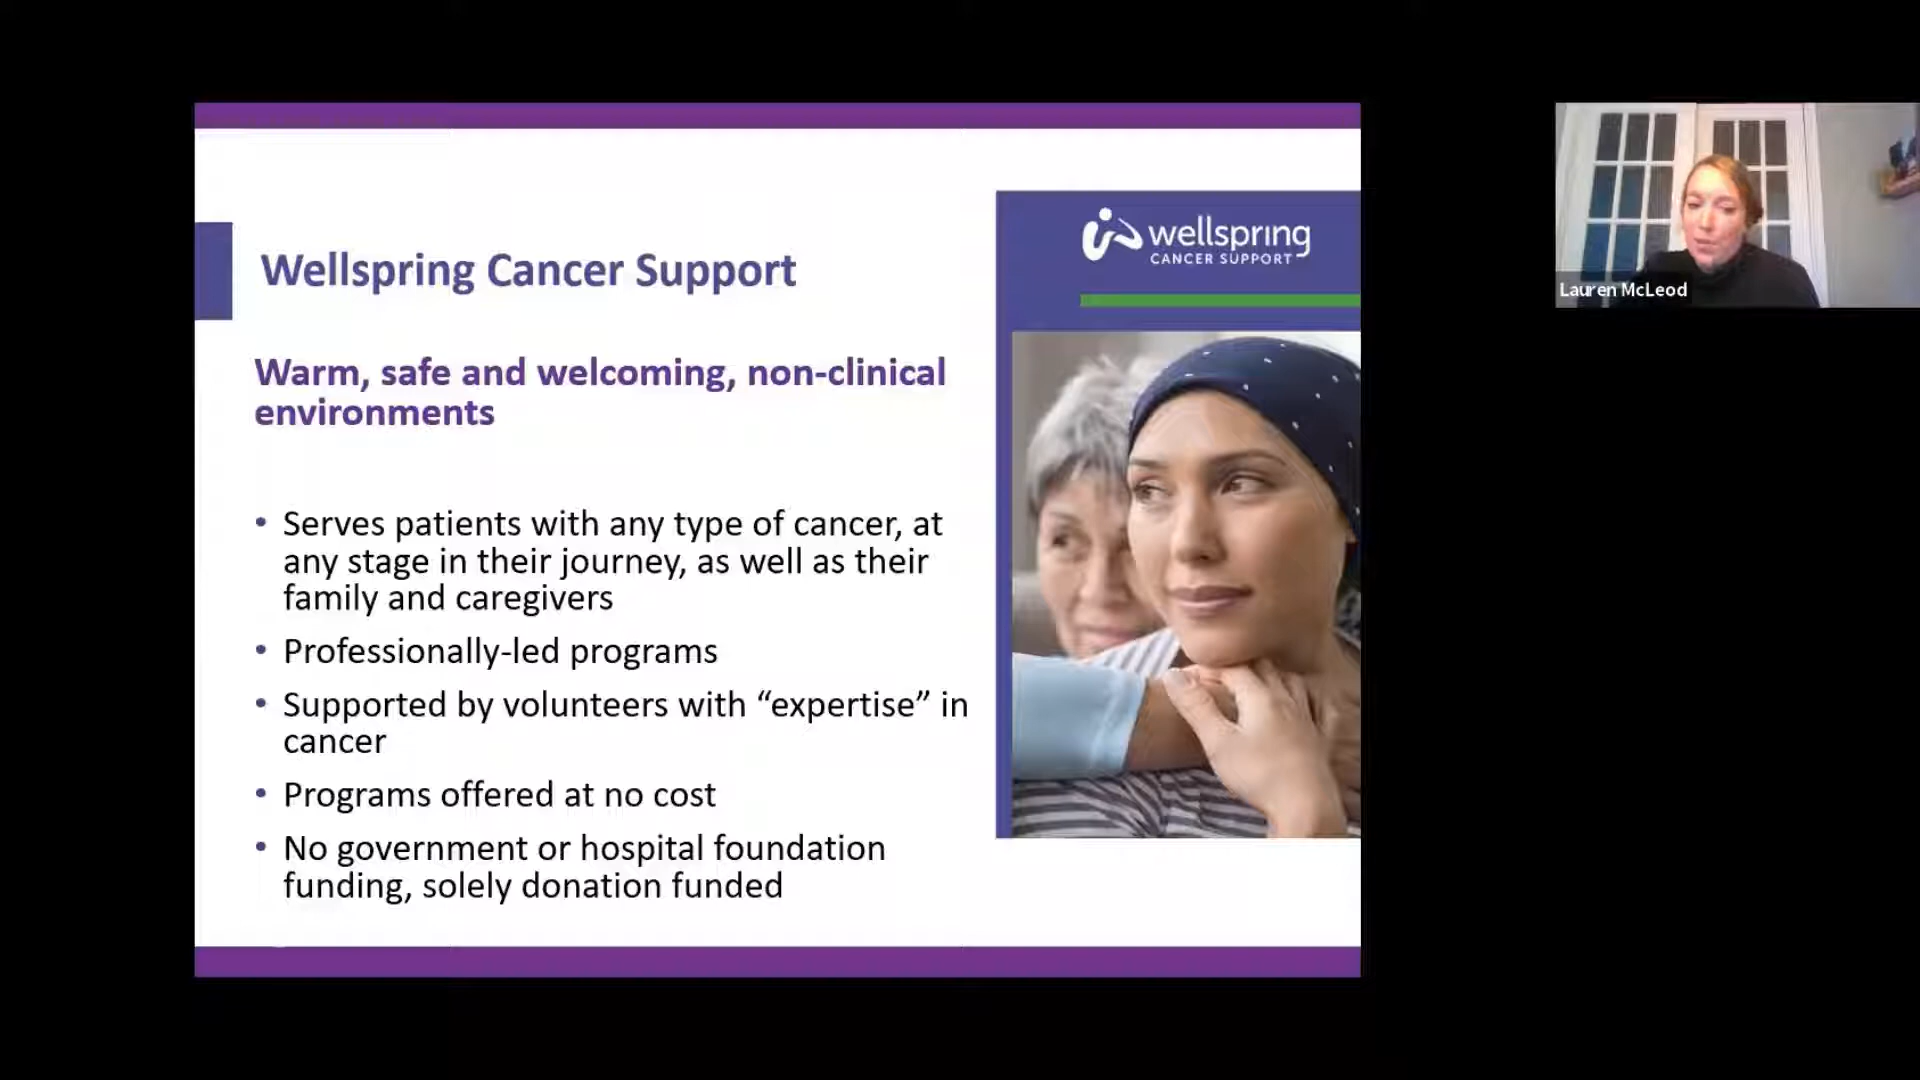 wellspring
CANCER SUPPORT
Wellspring Cancer Support
Warm, safe and welcoming, non-clinical
environments
• Serves patients with any type of cancer, at
any stage in their journey, as well as their
family and caregivers
• Professionally-led programs
• Supported by volunteers with “expertise” in
cancer
• Programs offered at no cost
• No government or hospital foundation
funding, solely donation funded
Lauren McLeod